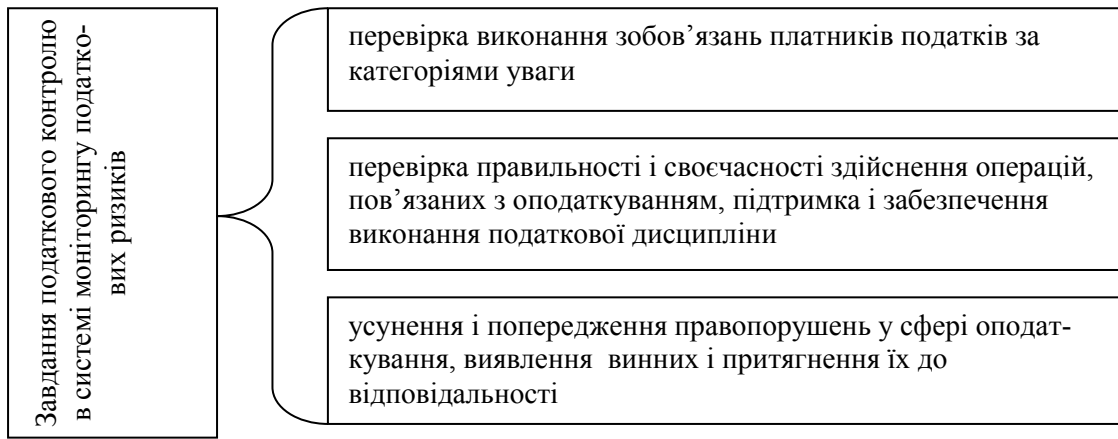 Завдання податкового контролю
в системі моніторингу податко-
вих ризиків
перевірка виконання зобов’язань платників податків за
категоріями уваги
перевірка правильності і своєчасності здійснення операцій,
пов’язаних з оподаткуванням, підтримка і забезпечення
виконання податкової дисципліни
усунення і попередження правопорушень у сфері оподат-
кування, виявлення  винних і притягнення їх до
відповідальності